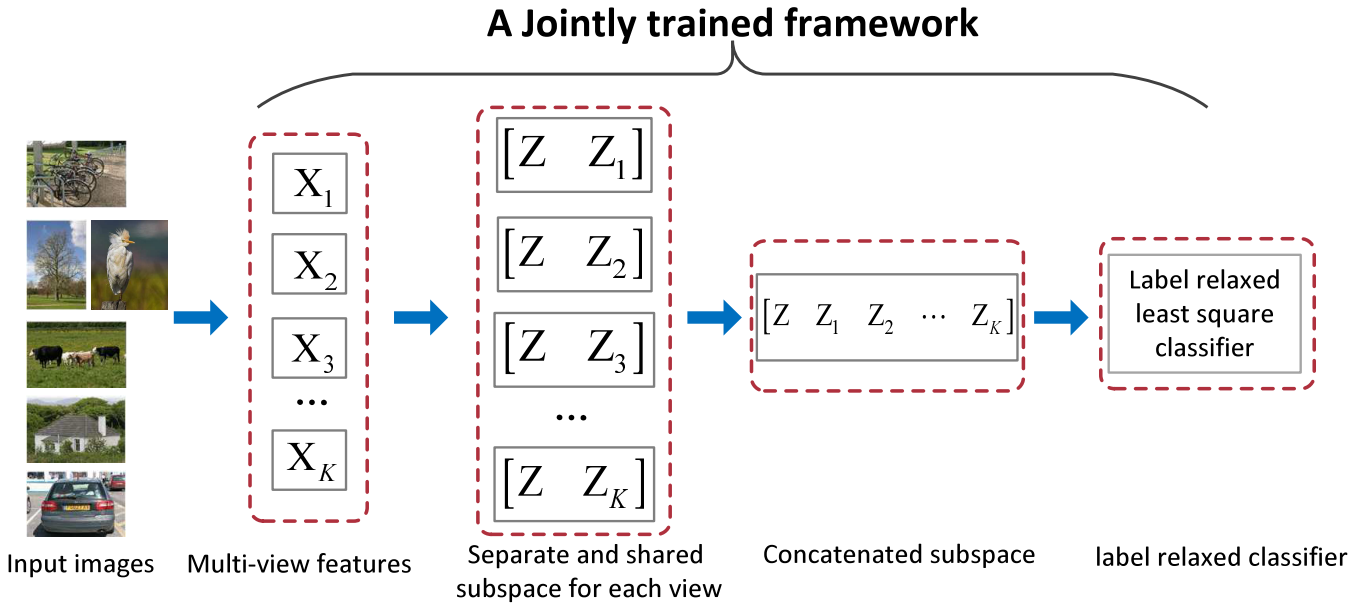 A Jointly trained framework
X1
X2
X3
...
XK
[Z Z1]
[Z Z2]
[Z Z3]
...
[Z ZK]
[Z Z1 Z2 ... ZK]
Label relaxed
least square
classifier
Input images
Multi-view features
Separate and shared
subspace for each view
Concatenated subspace
label relaxed classifier